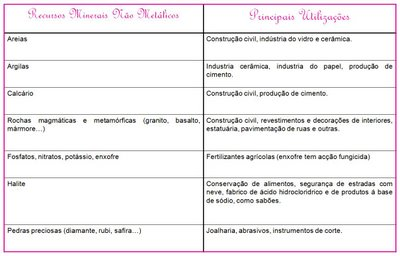 Recursos Minerais Não Metálicos
Principais Utilizações
Areias
Construção civil, indústria do vidro e cerâmica.
Argilas
Industria cerâmica, industria do papel, produção de
cimento.
Calcário
Construção civil, produção de cimento.
Rochas magmáticas e metamórficas (granito, basalto,
mármore…)
Construção civil, revestimentos e decorações de interiores,
estatuária, pavimentação de ruas e outras.
Fosfatos, nitratos, potássio, enxofre
Fertilizantes agrícolas (enxofre tem acção fungicida)
Halite
Conservação de alimentos, segurança de estradas com
neve, fabrico de ácido hidrocloridrico e de produtos á base
de sódio, como sabões.
Pedras preciosas (diamante, rubi, safira…)
Joalharia, abrasivos, instrumentos de corte.